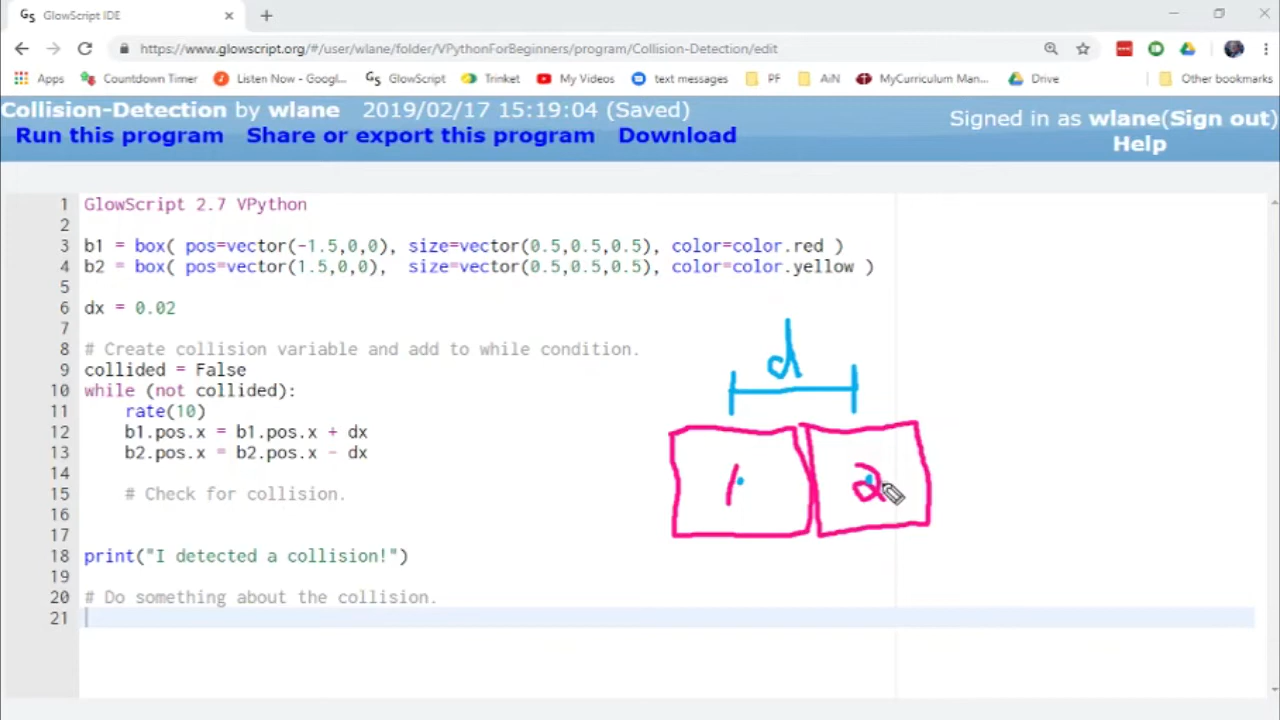 GlowScript IDE
https://www.glowscript.org/#/user/wlane/folder/VPythonForBeginners/program/Collision-Detection/edit
Apps Countdown Timer Listen Now - Googl... GlowScript Trinket My Videos text messages PF AiN MyCurriculum Man... Drive Other bookmarks
Collision-Detection by wlane 2019/02/17 15:19:04 (Saved)
Signed in as wlane(Sign out)
Run this program Share or export this program Download
Help
1 GlowScript 2.7 VPython
2
3 b1 = box( pos=vector(-1.5,0,0), size=vector(0.5,0.5,0.5), color=color.red )
4 b2 = box( pos=vector(1.5,0,0),  size=vector(0.5,0.5,0.5), color=color.yellow )
5
6 dx = 0.02
7
8 # Create collision variable and add to while condition.
9 collided = False
10 while (not collided):
11     rate(10)
12     b1.pos.x = b1.pos.x + dx
13     b2.pos.x = b2.pos.x - dx
14
15     # Check for collision.
16
17
18 print("I detected a collision!")
19
20 # Do something about the collision.
21
d
1 2